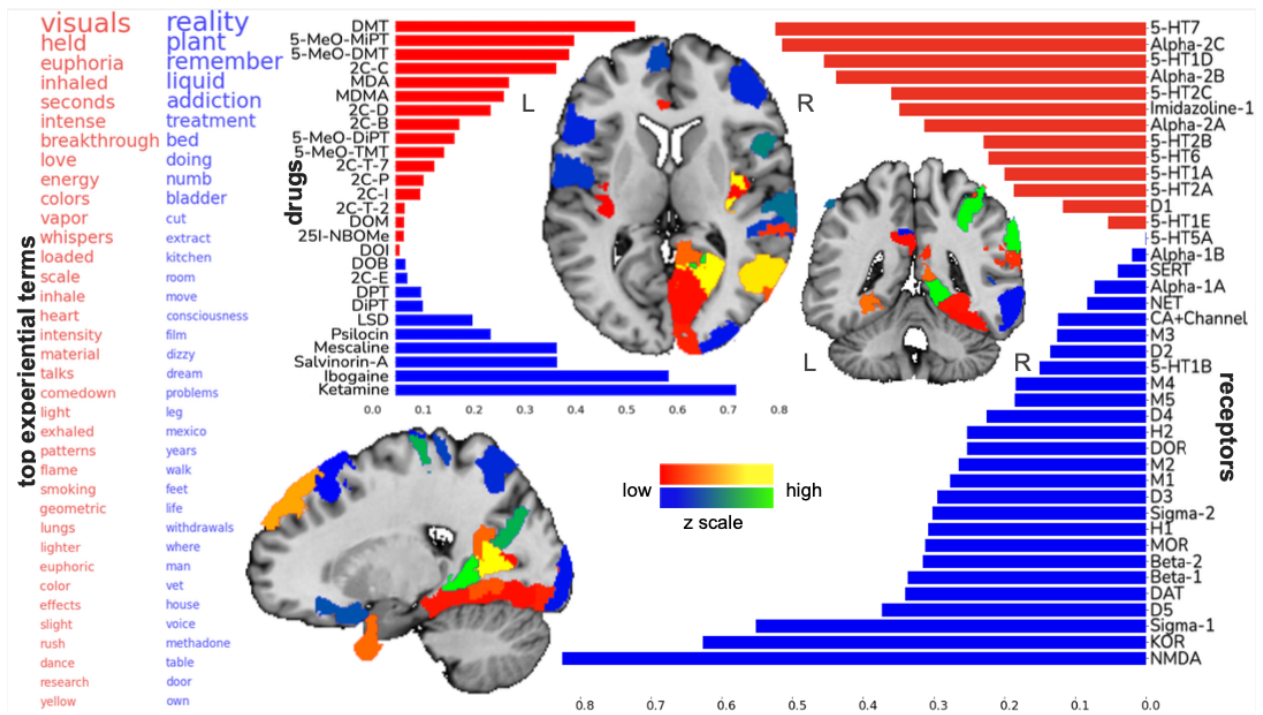 top experiential terms
visuals
held
euphoria
inhaled
seconds
intense
breakthrough
love
energy
colors
vapor
whispers
loaded
scale
inhale
heart
intensity
material
talks
comedown
light
exhaled
patterns
flame
smoking
geometric
lungs
lighter
euphoric
color
effects
slight
rush
dance
research
yellow
reality
plant
remember
liquid
addiction
treatment
bed
doing
numb
bladder
cut
extract
kitchen
room
move
consciousness
film
dizzy
dream
problems
leg
mexico
years
walk
feet
life
withdrawals
where
man
vet
house
voice
methadone
table
door
own
drugs
DMT
5-MeO-MiPT
5-MeO-DMT
2C-C
MDA
MDMA
2C-D
2C-B
5-MeO-DiPT
5-MeO-TMT
2C-T-7
2C-P
2C-I
2C-T-2
DOM
25I-NBOMe
DOI
DOB
2C-E
DPT
DiPT
LSD
Psilocin
Mescaline
Salvinorin-A
Ibogaine
Ketamine
0.0 0.1 0.2 0.3 0.4 0.5 0.6 0.7 0.8
L R
L R
low high
z scale
5-HT7
Alpha-2C
5-HT1D
Alpha-2B
5-HT2C
Imidazoline-1
Alpha-2A
5-HT2B
5-HT6
5-HT1A
5-HT2A
D1
5-HT1E
5-HT5A
Alpha-1B
SERT
Alpha-1A
NET
CA+Channel
M3
D2
5-HT1B
M4
M5
D4
H2
DOR
M2
M1
D3
Sigma-2
H1
MOR
Beta-2
Beta-1
DAT
D5
Sigma-1
KOR
NMDA
receptors
0.8 0.7 0.6 0.5 0.4 0.3 0.2 0.1 0.0